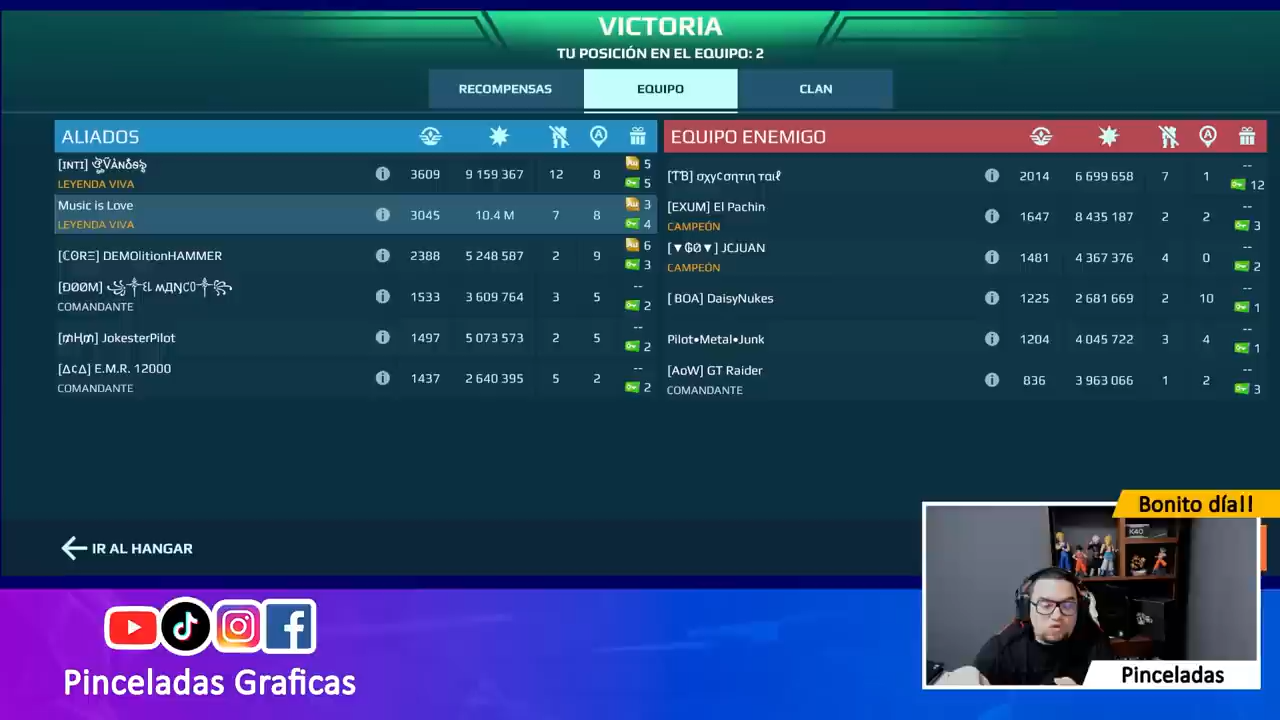 VICTORIA
TU POSICIÓN EN EL EQUIPO: 2
RECOMPENSAS EQUIPO CLAN
ALIADOS
[INTI]
5
LEYENDA VIVA
3609 9 159 367 12 8
5
Music is Love
3
LEYENDA VIVA
3045 10.4 M 7 8
4
[CΘRΞ] DEMOlitionHAMMER
2388 5 248 587 2 9
6
3
[ĐØØM]
COMANDANTE
1533 3 609 764 3 5
--
2
JokesterPilot
1497 5 073 573 2 5
--
2
[Δ¢Δ] E.M.R. 12000
COMANDANTE
1437 2 640 395 5 2
--
2
EQUIPO ENEMIGO
2014 6 699 658 7 1
--
12
[EXUM] El Pachin
CAMPEÓN
1647 8 435 187 2 2
--
3
[▼₲Ø▼] JCJUAN
CAMPEÓN
1481 4 367 376 4 0
--
2
[ BOA] DaisyNukes
1225 2 681 669 2 10
--
1
Pilot•Metal•Junk
1204 4 045 722 3 4
--
1
[AoW] GT Raider
COMANDANTE
836 3 963 066 1 2
--
3
IR AL HANGAR
Bonito día!!
K40
Pinceladas
Pinceladas Graficas